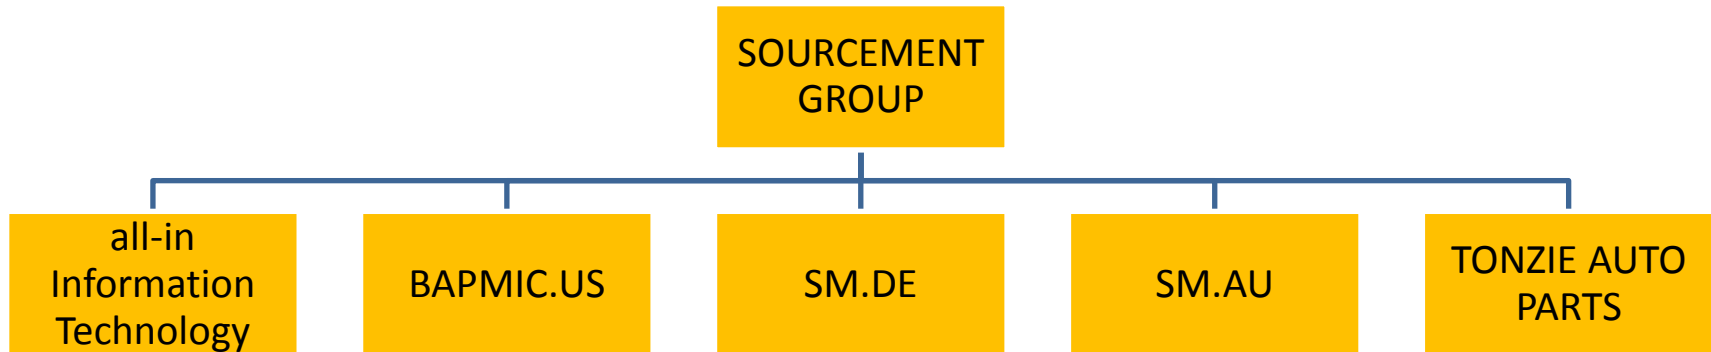 SOURCEMENT
GROUP
all-in
Information
Technology
BAPMIC.US
SM.DE
SM.AU
TONZIE AUTO
PARTS